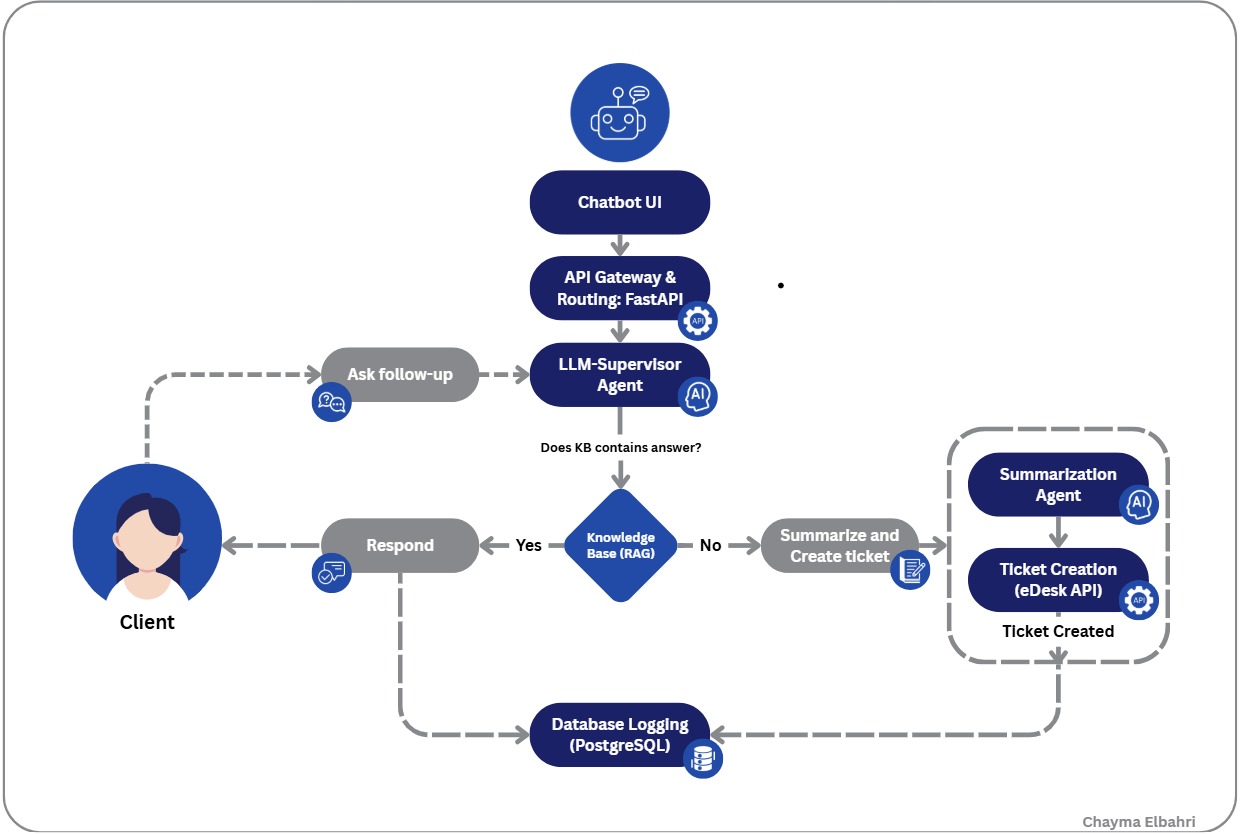 Chatbot UI
API Gateway &
Routing: FastAPI
API
Ask follow-up
?
LLM-Supervisor
Agent
AI
Does KB contains answer?
Summarization
Agent
AI
Client
Respond
Yes
Knowledge
Base (RAG)
No
Summarize and
Create ticket
Ticket Creation
(eDesk API)
API
Ticket Created
Database Logging
(PostgreSQL)
Chayma Elbahri